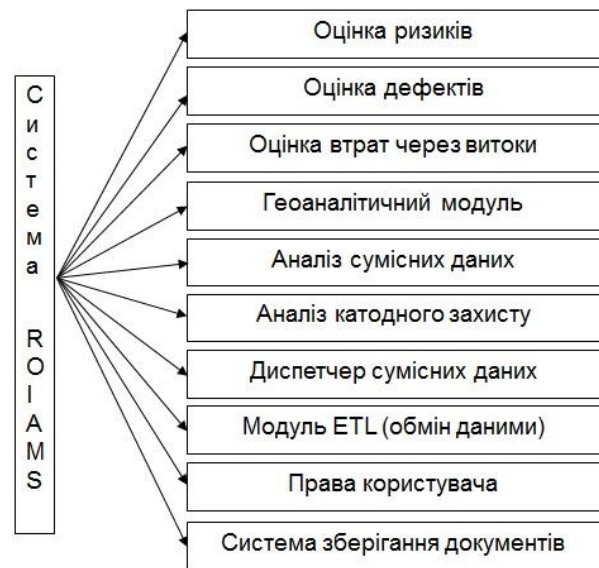 Система ROIAMS
Оцінка ризиків
Оцінка дефектів
Оцінка втрат через витоки
Геоаналітичний модуль
Аналіз сумісних даних
Аналіз катодного захисту
Диспетчер сумісних даних
Модуль ETL (обмін даними)
Права користувача
Система зберігання документів